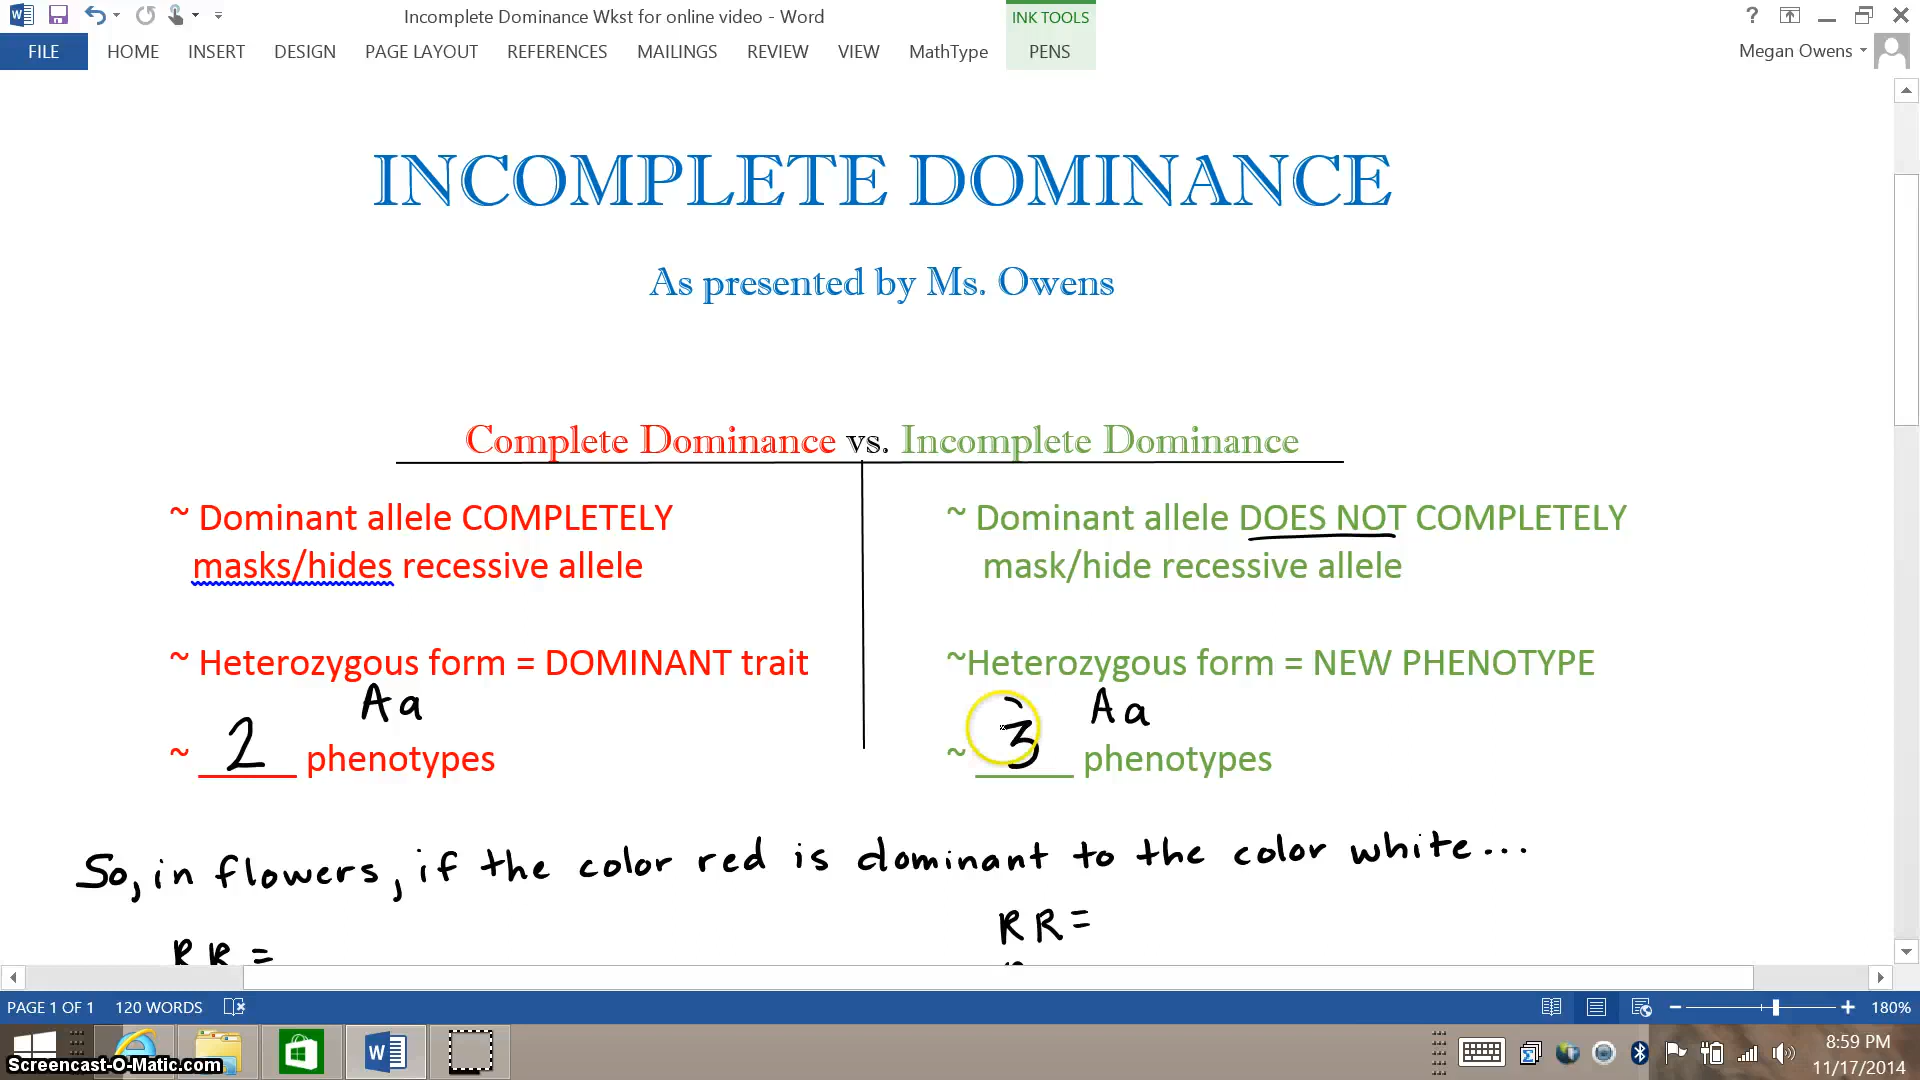 Incomplete Dominance Wkst for online video - Word
INK TOOLS
?
FILE HOME INSERT DESIGN PAGE LAYOUT REFERENCES MAILINGS REVIEW VIEW MathType PENS
Megan Owens
INCOMPLETE DOMINANCE
As presented by Ms. Owens
Complete Dominance vs. Incomplete Dominance
~ Dominant allele COMPLETELY
masks/hides recessive allele
~ Heterozygous form = DOMINANT trait
Aa
~ 2 phenotypes
~ Dominant allele DOES NOT COMPLETELY
mask/hide recessive allele
~Heterozygous form = NEW PHENOTYPE
Aa
~ 3 phenotypes
So, in flowers, if the color red is dominant to the color white...
RR =
RR =
PAGE 1 OF 1 120 WORDS
180%
Screencast-O-Matic.com
8:59 PM
11/17/2014